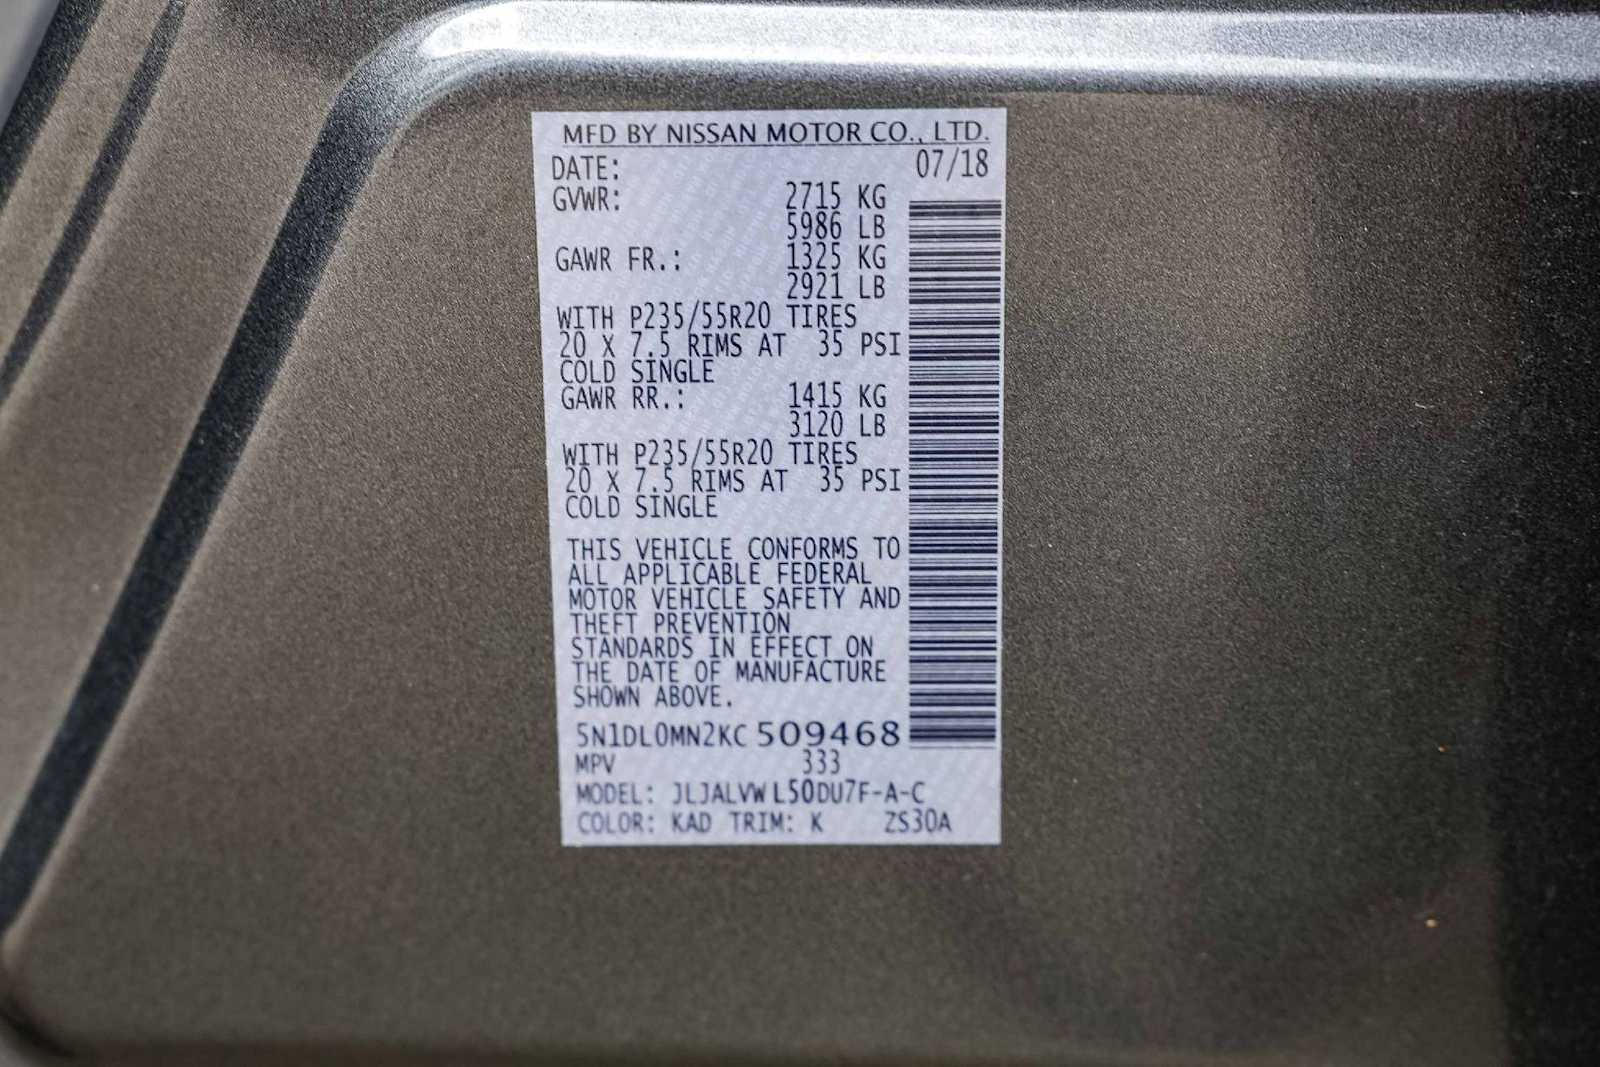 MFD BY NISSAN MOTOR CO., LTD.
DATE: 07/18
GVWR: 2715 KG
5986 LB
GAWR FR.: 1325 KG
2921 LB
WITH P235/55R20 TIRES
20 X 7.5 RIMS AT 35 PSI
COLD SINGLE
GAWR RR.: 1415 KG
3120 LB
WITH P235/55R20 TIRES
20 X 7.5 RIMS AT 35 PSI
COLD SINGLE
THIS VEHICLE CONFORMS TO
ALL APPLICABLE FEDERAL
MOTOR VEHICLE SAFETY AND
THEFT PREVENTION
STANDARDS IN EFFECT ON
THE DATE OF MANUFACTURE
SHOWN ABOVE.
5N1DL0MN2KC509468
MPV 333
MODEL: JLJALVWL50DU7F-A-C
COLOR: KAD TRIM: K ZS30A